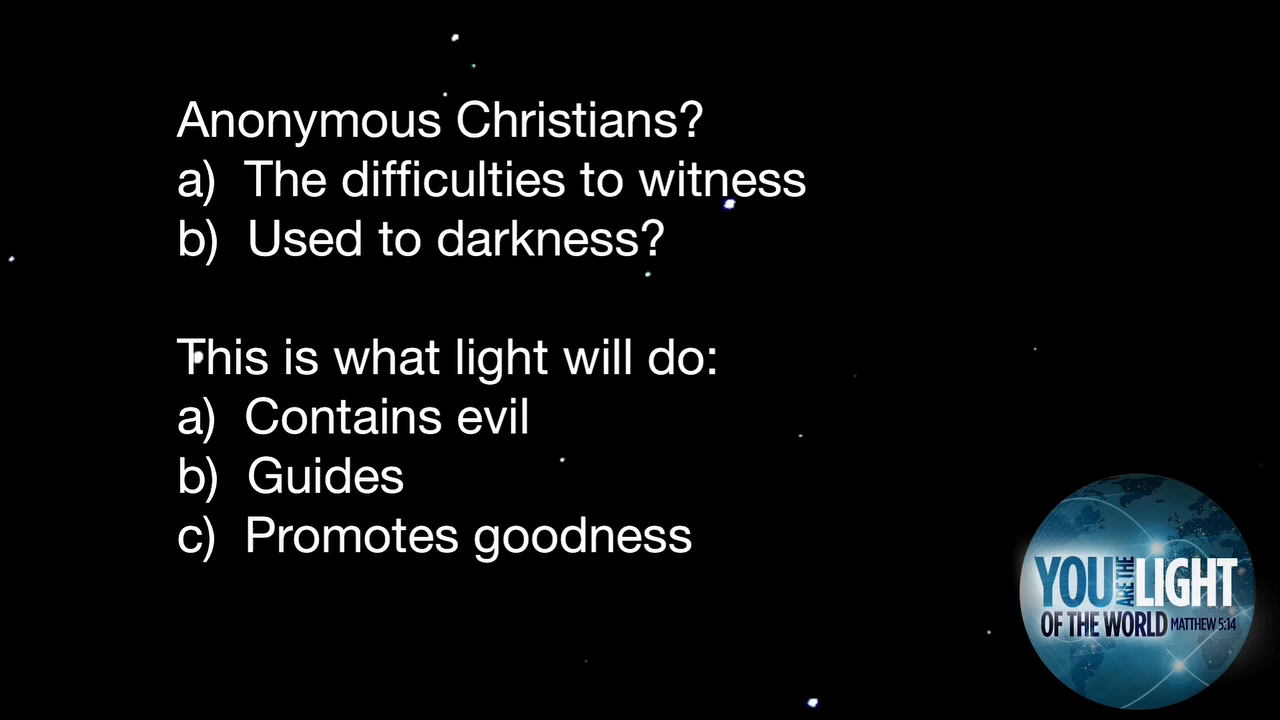 Anonymous Christians?
a) The difficulties to witness
b) Used to darkness?
This is what light will do:
a) Contains evil
b) Guides
c) Promotes goodness
YOU ARE THE LIGHT
OF THE WORLD MATTHEW 5:14